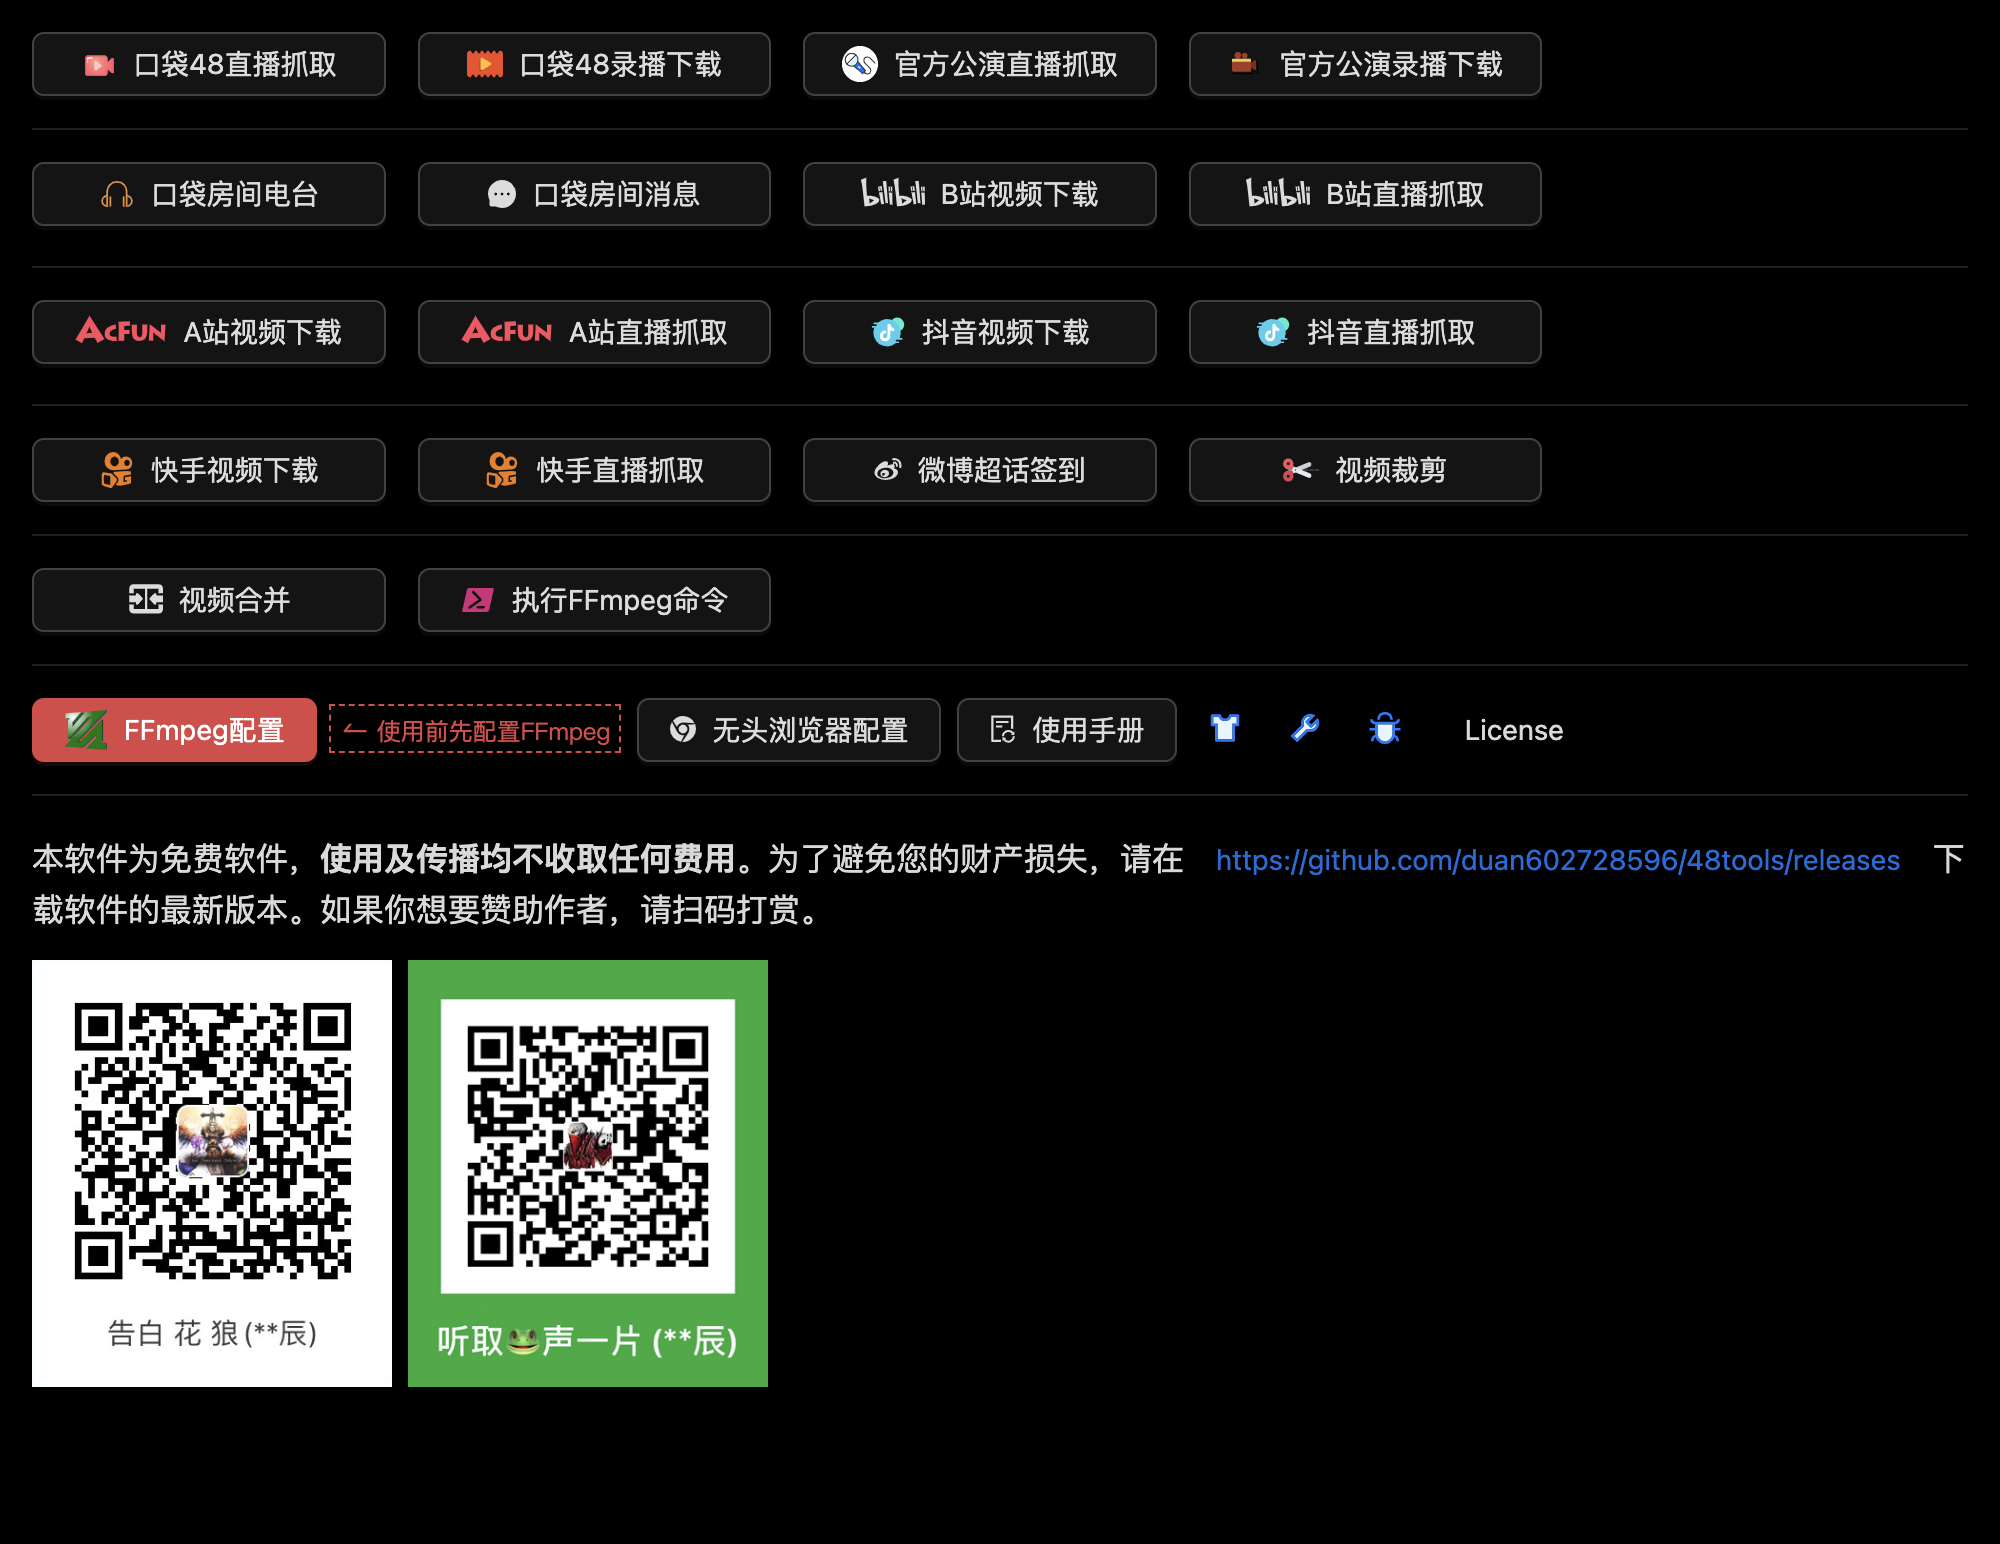 口袋48直播抓取
口袋48录播下载
官方公演直播抓取
官方公演录播下载
口袋房间电台
口袋房间消息
bilibili B站视频下载
bilibili B站直播抓取
ACFUN A站视频下载
ACFUN A站直播抓取
抖音视频下载
抖音直播抓取
快手视频下载
快手直播抓取
微博超话签到
视频裁剪
视频合并
执行FFmpeg命令
FFmpeg配置
使用前先配置FFmpeg
无头浏览器配置
使用手册
License
本软件为免费软件，使用及传播均不收取任何费用。为了避免您的财产损失，请在 https://github.com/duan602728596/48tools/releases 下
载软件的最新版本。如果你想要赞助作者，请扫码打赏。
告白 花 狼(**辰)
听取🐸声一片 (**辰)